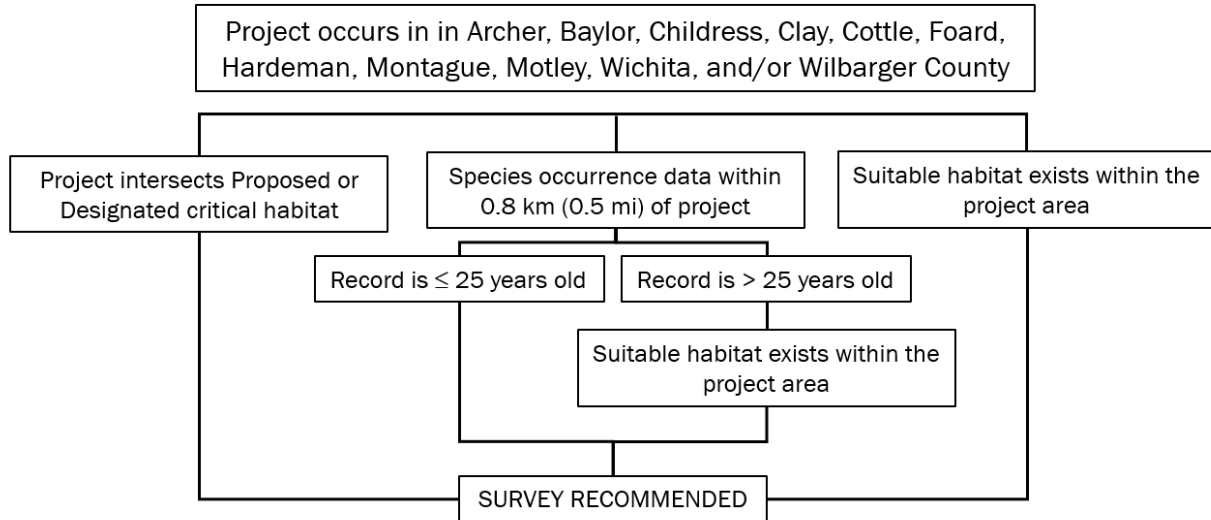 Project occurs in in Archer, Baylor, Childress, Clay, Cottle, Foard,
Hardeman, Montague, Motley, Wichita, and/or Wilbarger County
Project intersects Proposed or
Designated critical habitat
Species occurrence data within
0.8 km (0.5 mi) of project
Suitable habitat exists within the
project area
Record is ≤ 25 years old
Record is > 25 years old
Suitable habitat exists within the
project area
SURVEY RECOMMENDED